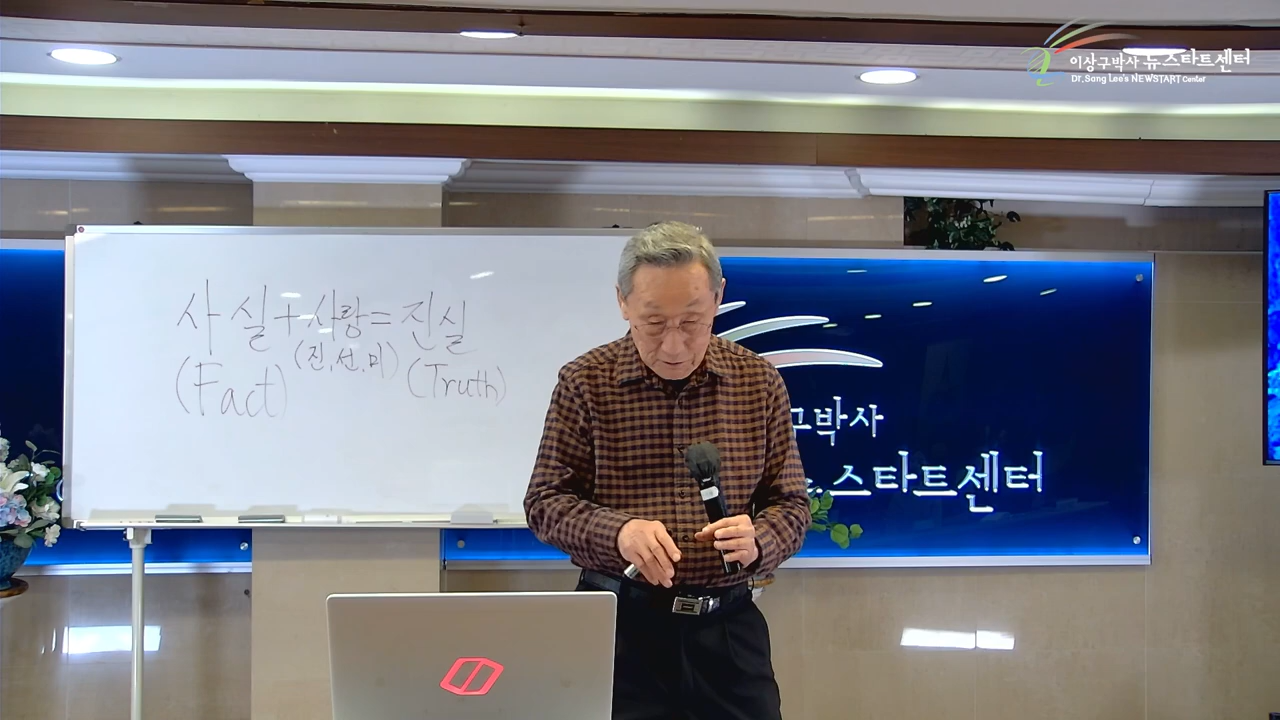 이상구박사 뉴스타트센터
Dr. Sang Lee's NEWSTART Center
사실+사랑=진실
(Fact) (진,선,미) (Truth)
구박사
스타트센터